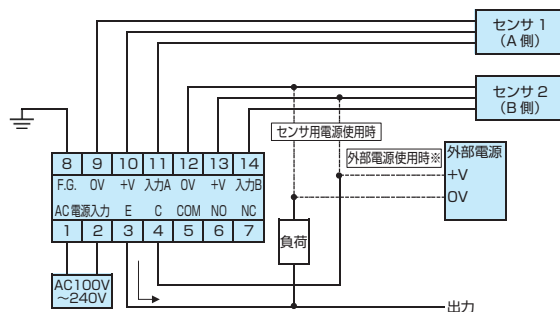 センサ 1
(A 側)
センサ 2
(B 側)
センサ用電源使用時
外部電源使用時※
外部電源
+V
0V
8 9 10 11 12 13 14
F.G. 0V +V 入力A 0V +V 入力B
AC電源入力 E C COM NO NC
1 2 3 4 5 6 7
負荷
AC100V
～240V
出力